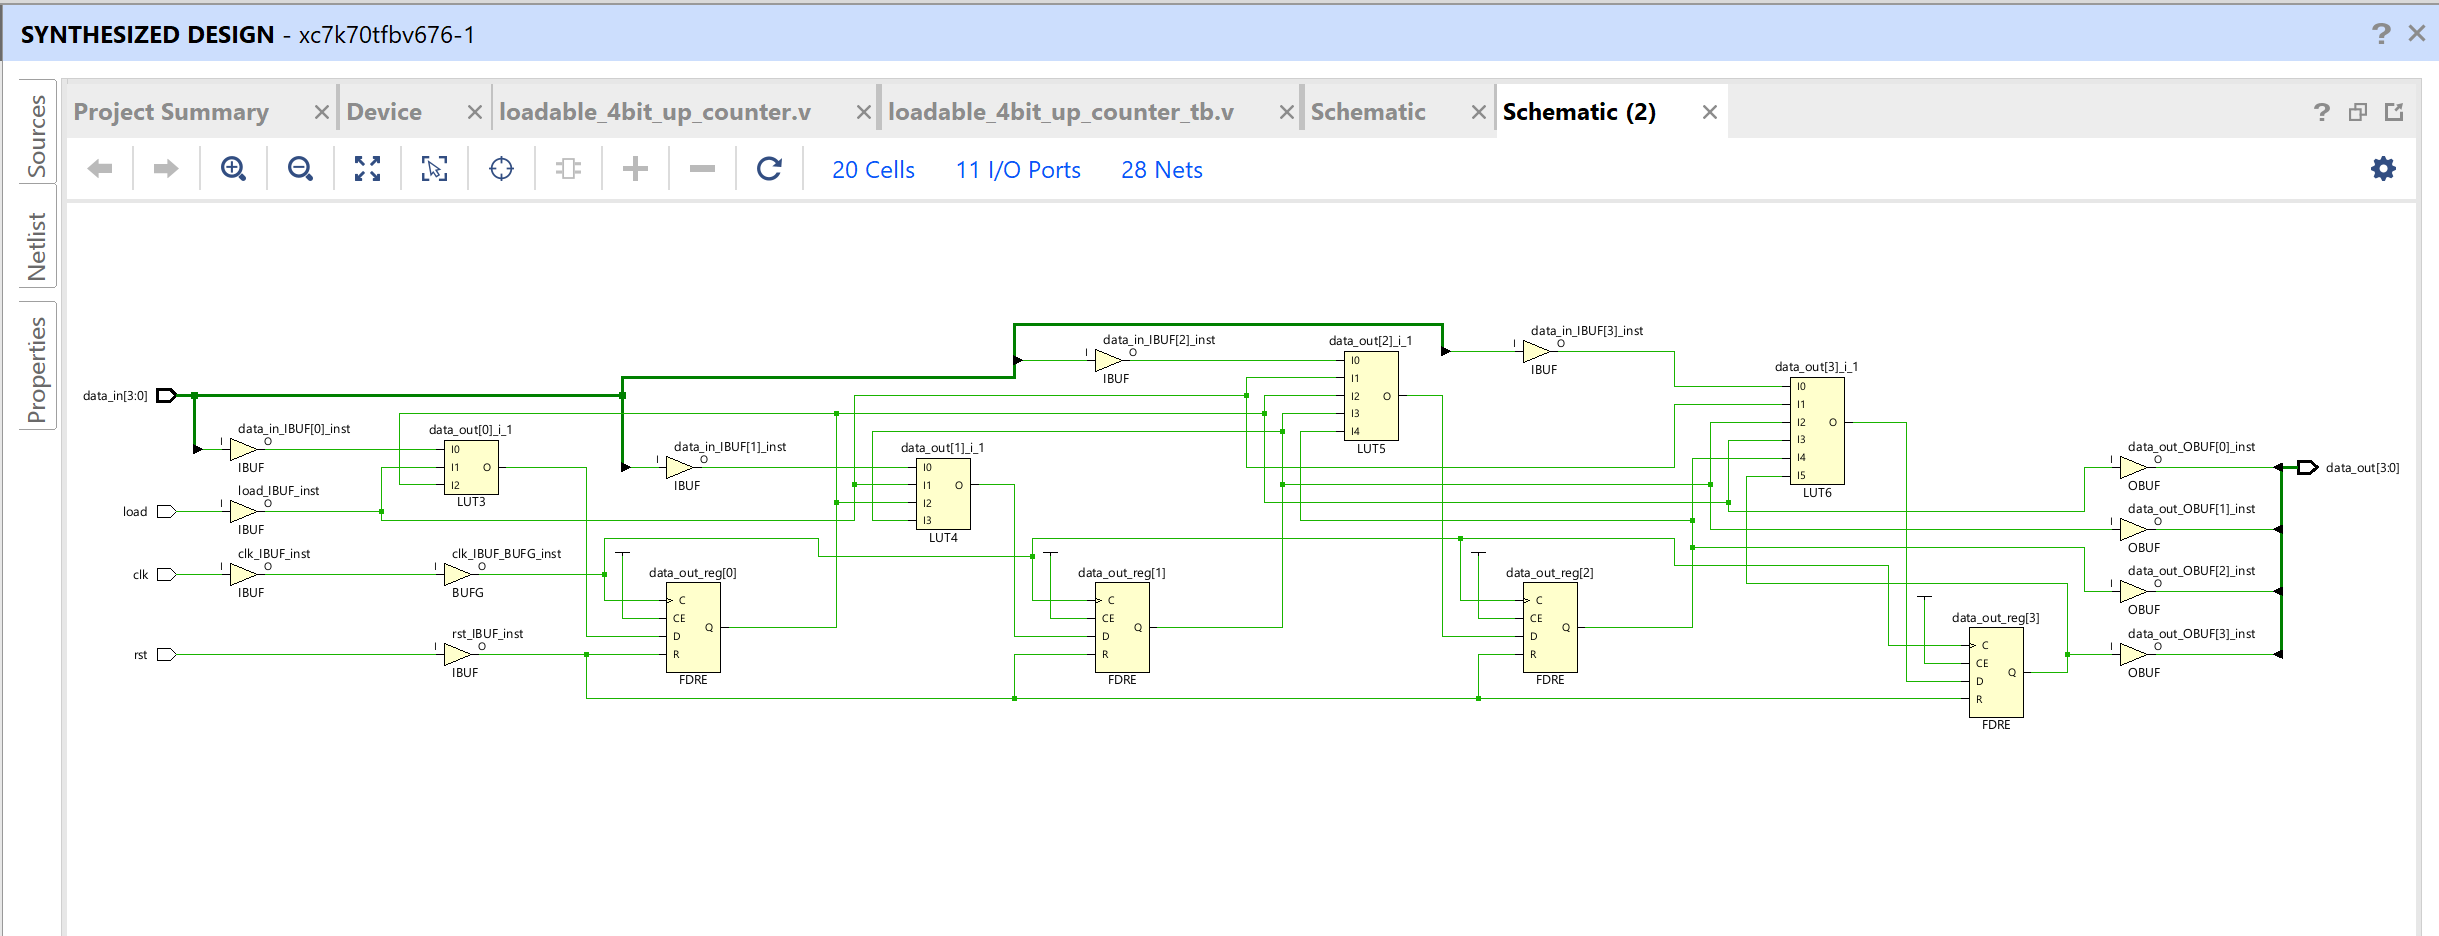 SYNTHESIZED DESIGN - xc7k70tfbv676-1
Sources
Netlist
Properties
Project Summary
Device
loadable_4bit_up_counter.v
loadable_4bit_up_counter_tb.v
Schematic
Schematic (2)
20 Cells
11 I/O Ports
28 Nets
data_in[3:0]
load
clk
rst
data_in_IBUF[0]_inst
I
O
IBUF
load_IBUF_inst
I
O
IBUF
clk_IBUF_inst
I
O
IBUF
data_out[0]_i_1
I0
I1
I2
O
LUT3
clk_IBUF_BUFG_inst
I
O
BUFG
rst_IBUF_inst
I
O
IBUF
data_in_IBUF[1]_inst
I
O
IBUF
data_out_reg[0]
C
CE
D
R
Q
FDRE
data_out[1]_i_1
I0
I1
I2
I3
O
LUT4
data_in_IBUF[2]_inst
I
O
IBUF
data_out_reg[1]
C
CE
D
R
Q
FDRE
data_out[2]_i_1
I0
I1
I2
I3
I4
O
LUT5
data_in_IBUF[3]_inst
I
O
IBUF
data_out_reg[2]
C
CE
D
R
Q
FDRE
data_out[3]_i_1
I0
I1
I2
I3
I4
I5
O
LUT6
data_out_reg[3]
C
CE
D
R
Q
FDRE
data_out_OBUF[0]_inst
I
O
OBUF
data_out_OBUF[1]_inst
I
O
OBUF
data_out_OBUF[2]_inst
I
O
OBUF
data_out_OBUF[3]_inst
I
O
OBUF
data_out[3:0]